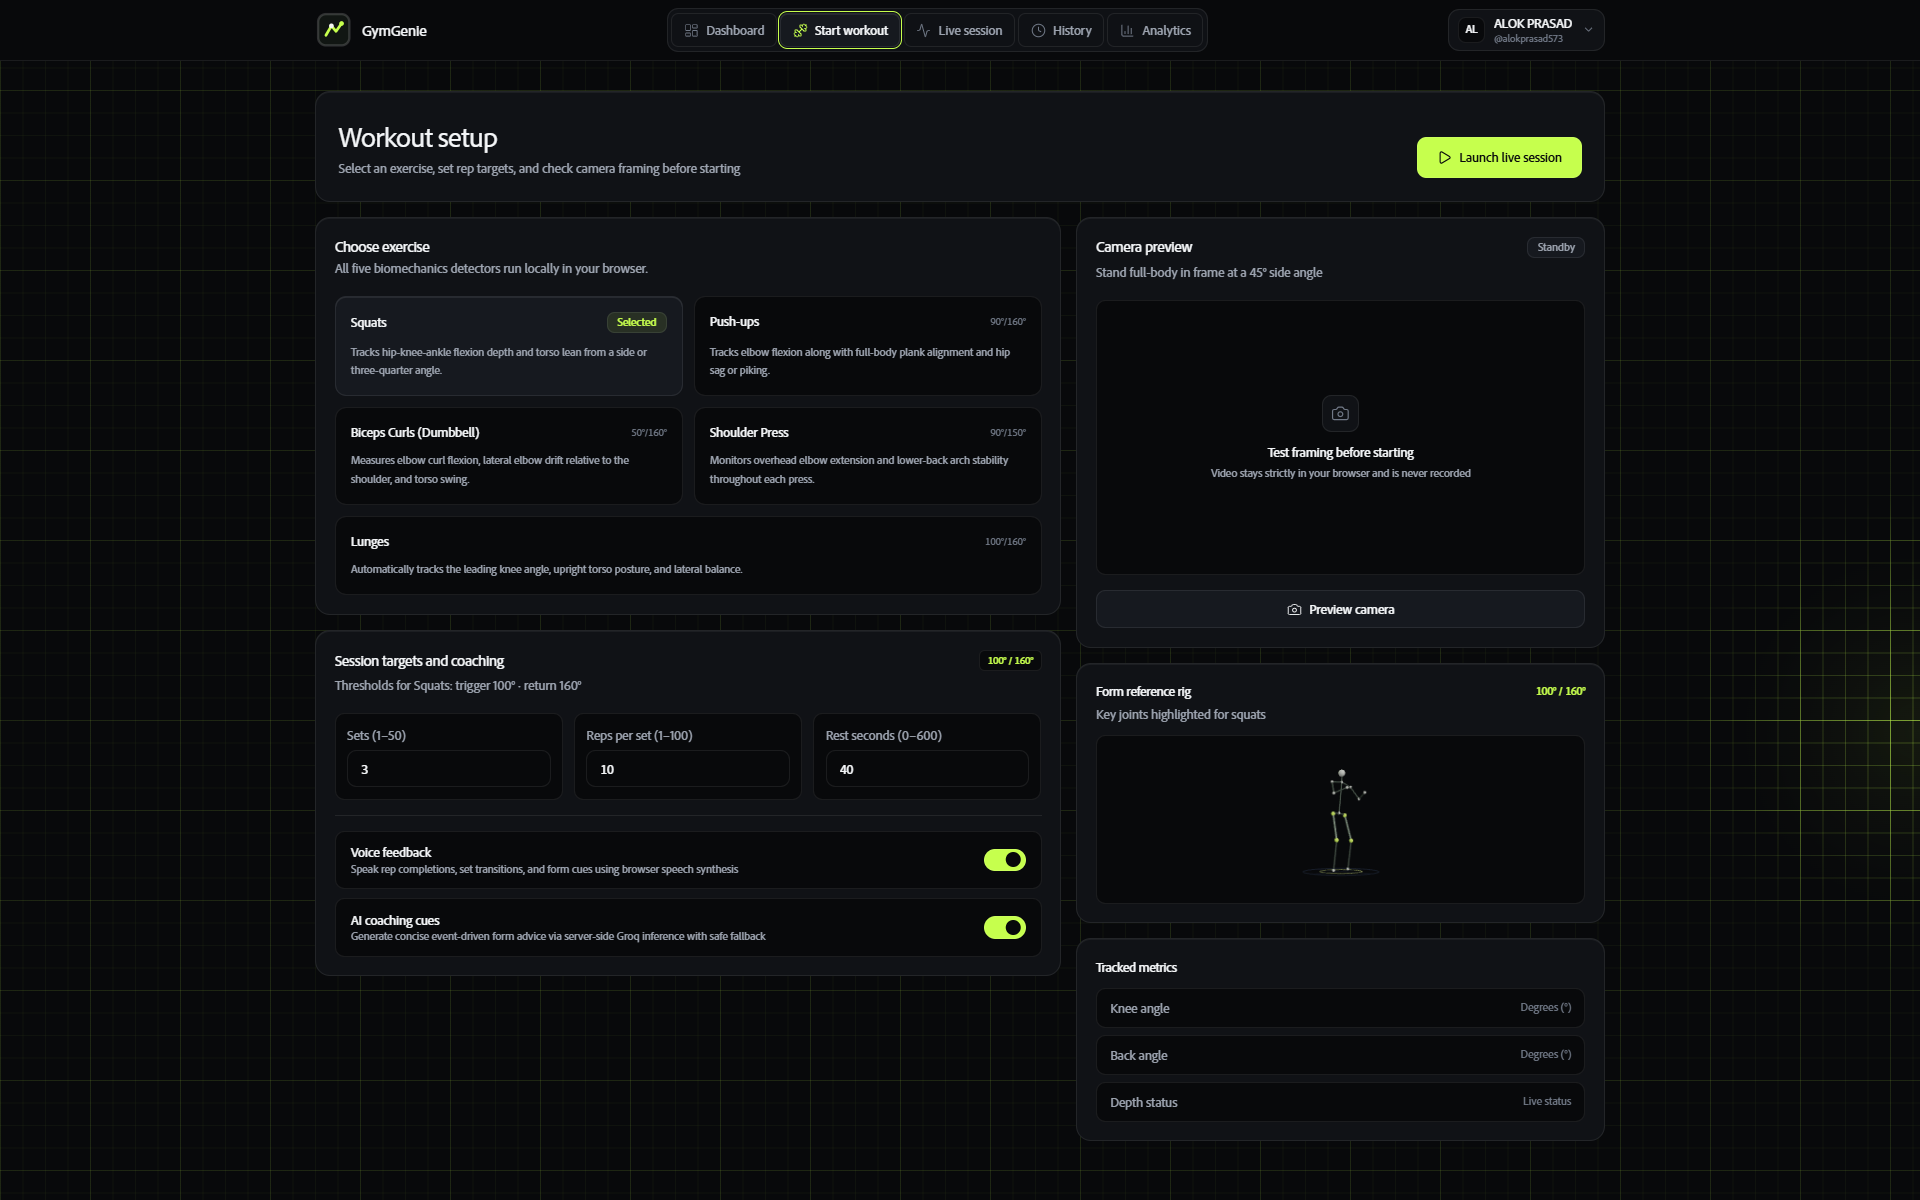 GymGenie
Dashboard
Start workout
Live session
History
Analytics
AL
ALOK PRASAD
@alokprasad573
Workout setup
Select an exercise, set rep targets, and check camera framing before starting
Launch live session
Choose exercise
All five biomechanics detectors run locally in your browser.
Squats
Selected
Tracks hip-knee-ankle flexion depth and torso lean from a side or
three-quarter angle.
Push-ups
90°/160°
Tracks elbow flexion along with full-body plank alignment and hip
sag or piking.
Biceps Curls (Dumbbell)
50°/160°
Measures elbow curl flexion, lateral elbow drift relative to the
shoulder, and torso swing.
Shoulder Press
90°/150°
Monitors overhead elbow extension and lower-back arch stability
throughout each press.
Lunges
100°/160°
Automatically tracks the leading knee angle, upright torso posture, and lateral balance.
Session targets and coaching
100° / 160°
Thresholds for Squats: trigger 100° · return 160°
Sets (1–50)
3
Reps per set (1–100)
10
Rest seconds (0–600)
40
Voice feedback
Speak rep completions, set transitions, and form cues using browser speech synthesis
AI coaching cues
Generate concise event-driven form advice via server-side Groq inference with safe fallback
Camera preview
Standby
Stand full-body in frame at a 45° side angle
Test framing before starting
Video stays strictly in your browser and is never recorded
Preview camera
Form reference rig
100° / 160°
Key joints highlighted for squats
Tracked metrics
Knee angle
Degrees (°)
Back angle
Degrees (°)
Depth status
Live status